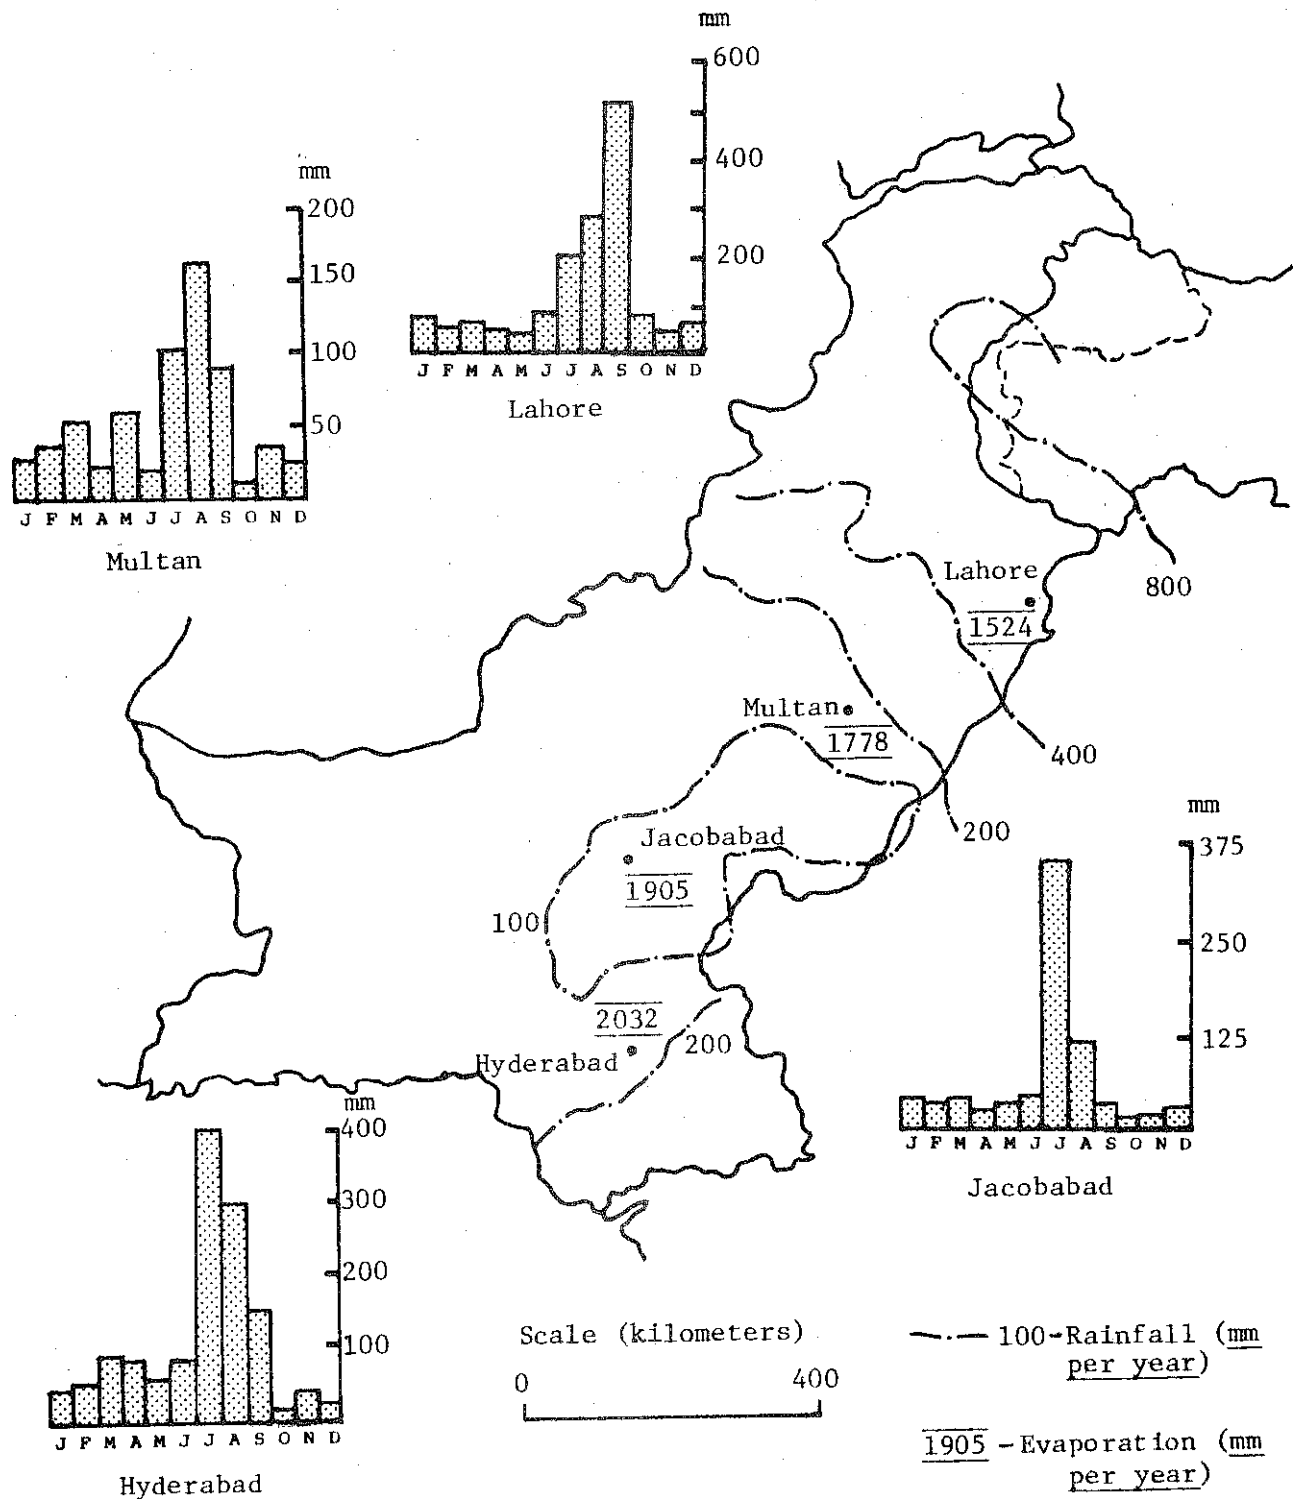 mm
600
400
200
J F M A M J J A S O N D
Lahore
mm
200
150
100
50
J F M A M J J A S O N D
Multan
Lahore
1524
800
Multan
1778
400
200
Jacobabad
1905
100
2032
Hyderabad
200
mm
375
250
125
J F M A M J J A S O N D
Jacobabad
mm
400
300
200
100
J F M A M J J A S O N D
Hyderabad
Scale (kilometers)
0 400
100-Rainfall (mm
per year)
1905 - Evaporation (mm
per year)